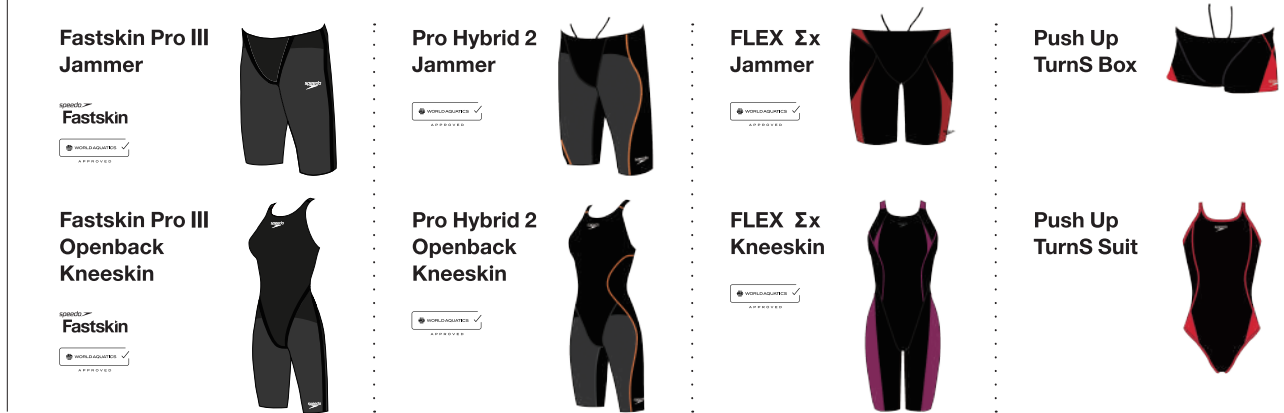 Fastskin Pro III
Jammer
speedo
Fastskin
WORLD AQUATICS
APPROVED
speedo
Pro Hybrid 2
Jammer
WORLD AQUATICS
APPROVED
FLEX Σx
Jammer
WORLD AQUATICS
APPROVED
Push Up
TurnS Box
Fastskin Pro III
Openback
Kneeskin
speedo
Fastskin
WORLD AQUATICS
APPROVED
speedo
Pro Hybrid 2
Openback
Kneeskin
WORLD AQUATICS
APPROVED
FLEX Σx
Kneeskin
WORLD AQUATICS
APPROVED
Push Up
TurnS Suit